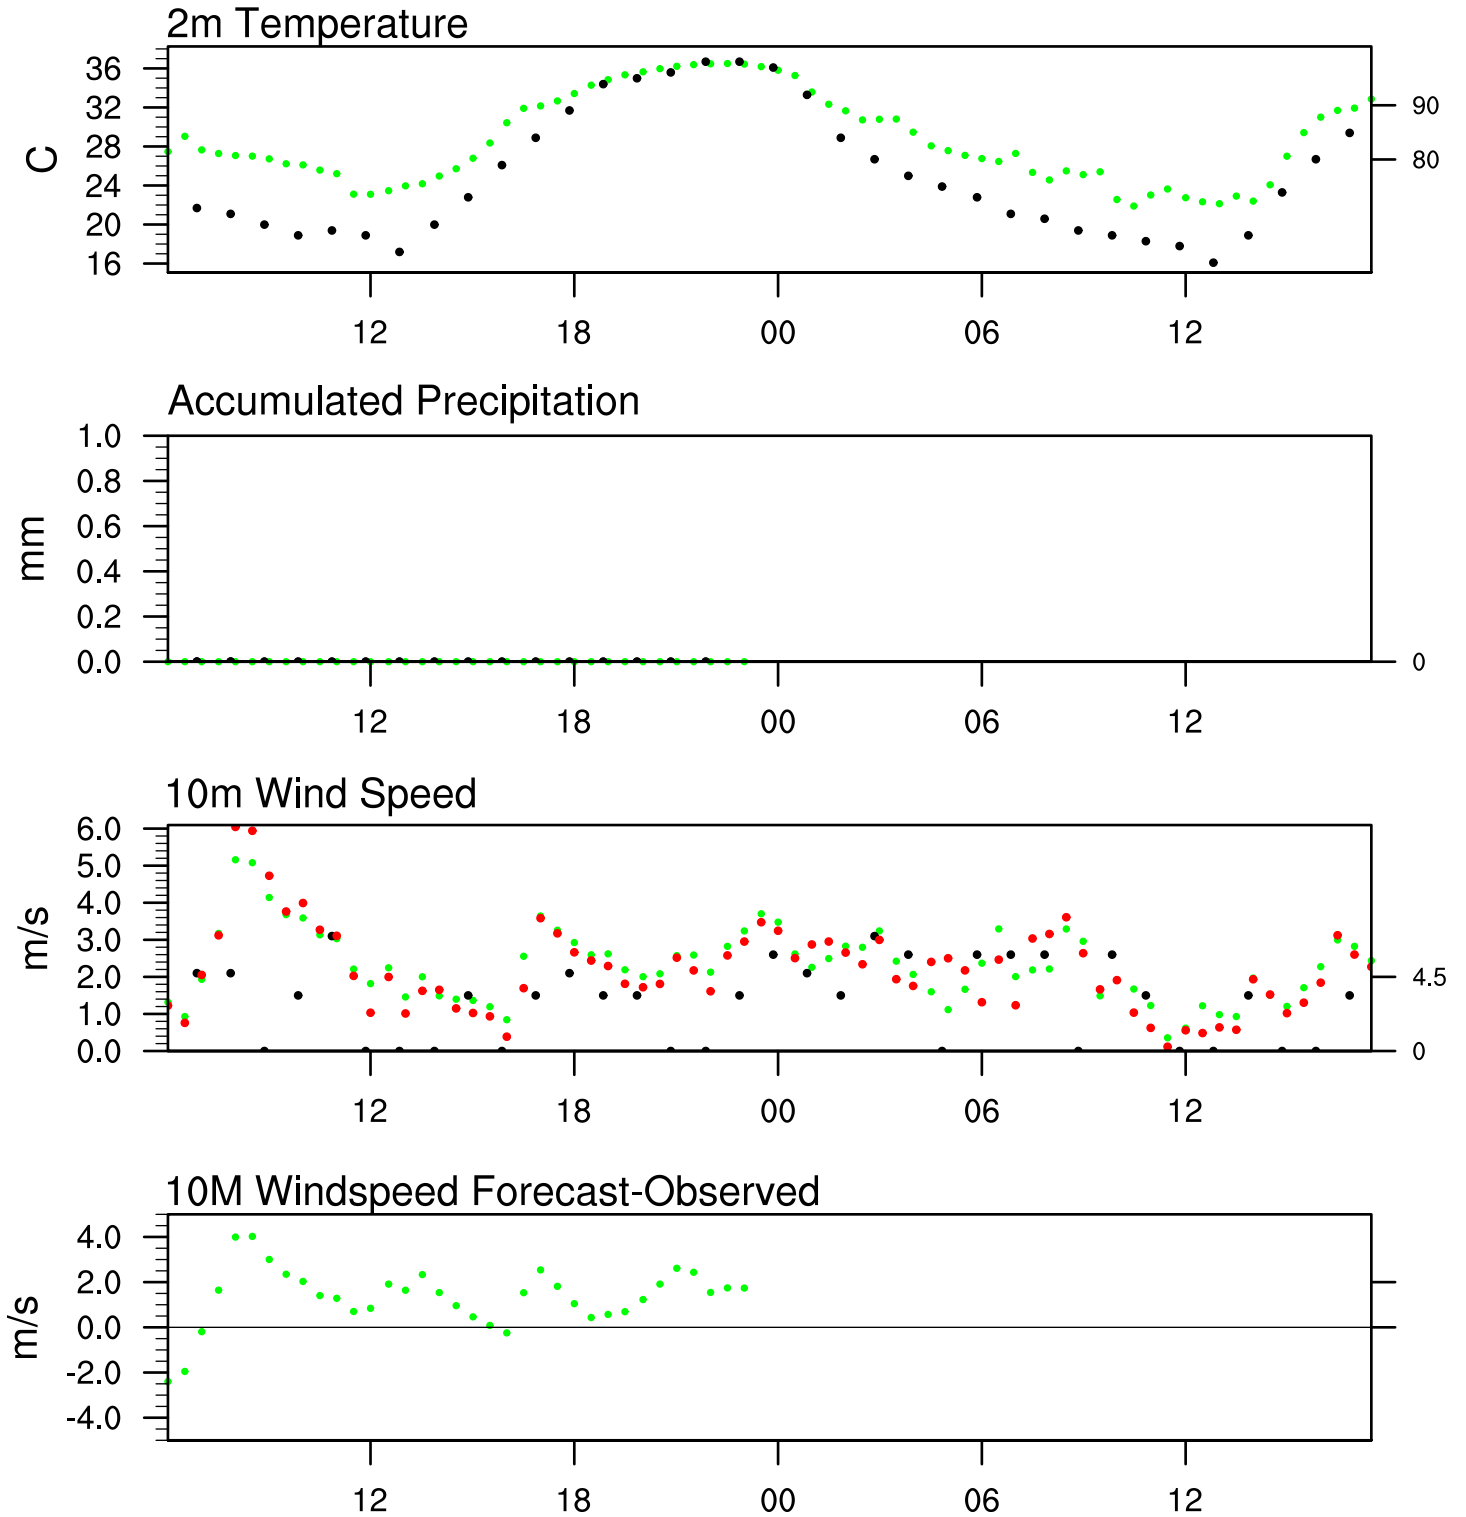 2m Temperature
36
32
28
24
20
16
C
90
80
12 18 00 06 12
Accumulated Precipitation
1.0
0.8
0.6
0.4
0.2
0.0
mm
0
12 18 00 06 12
10m Wind Speed
6.0
5.0
4.0
3.0
2.0
1.0
0.0
m/s
4.5
0
12 18 00 06 12
10M Windspeed Forecast-Observed
4.0
2.0
0.0
-2.0
-4.0
m/s
12 18 00 06 12